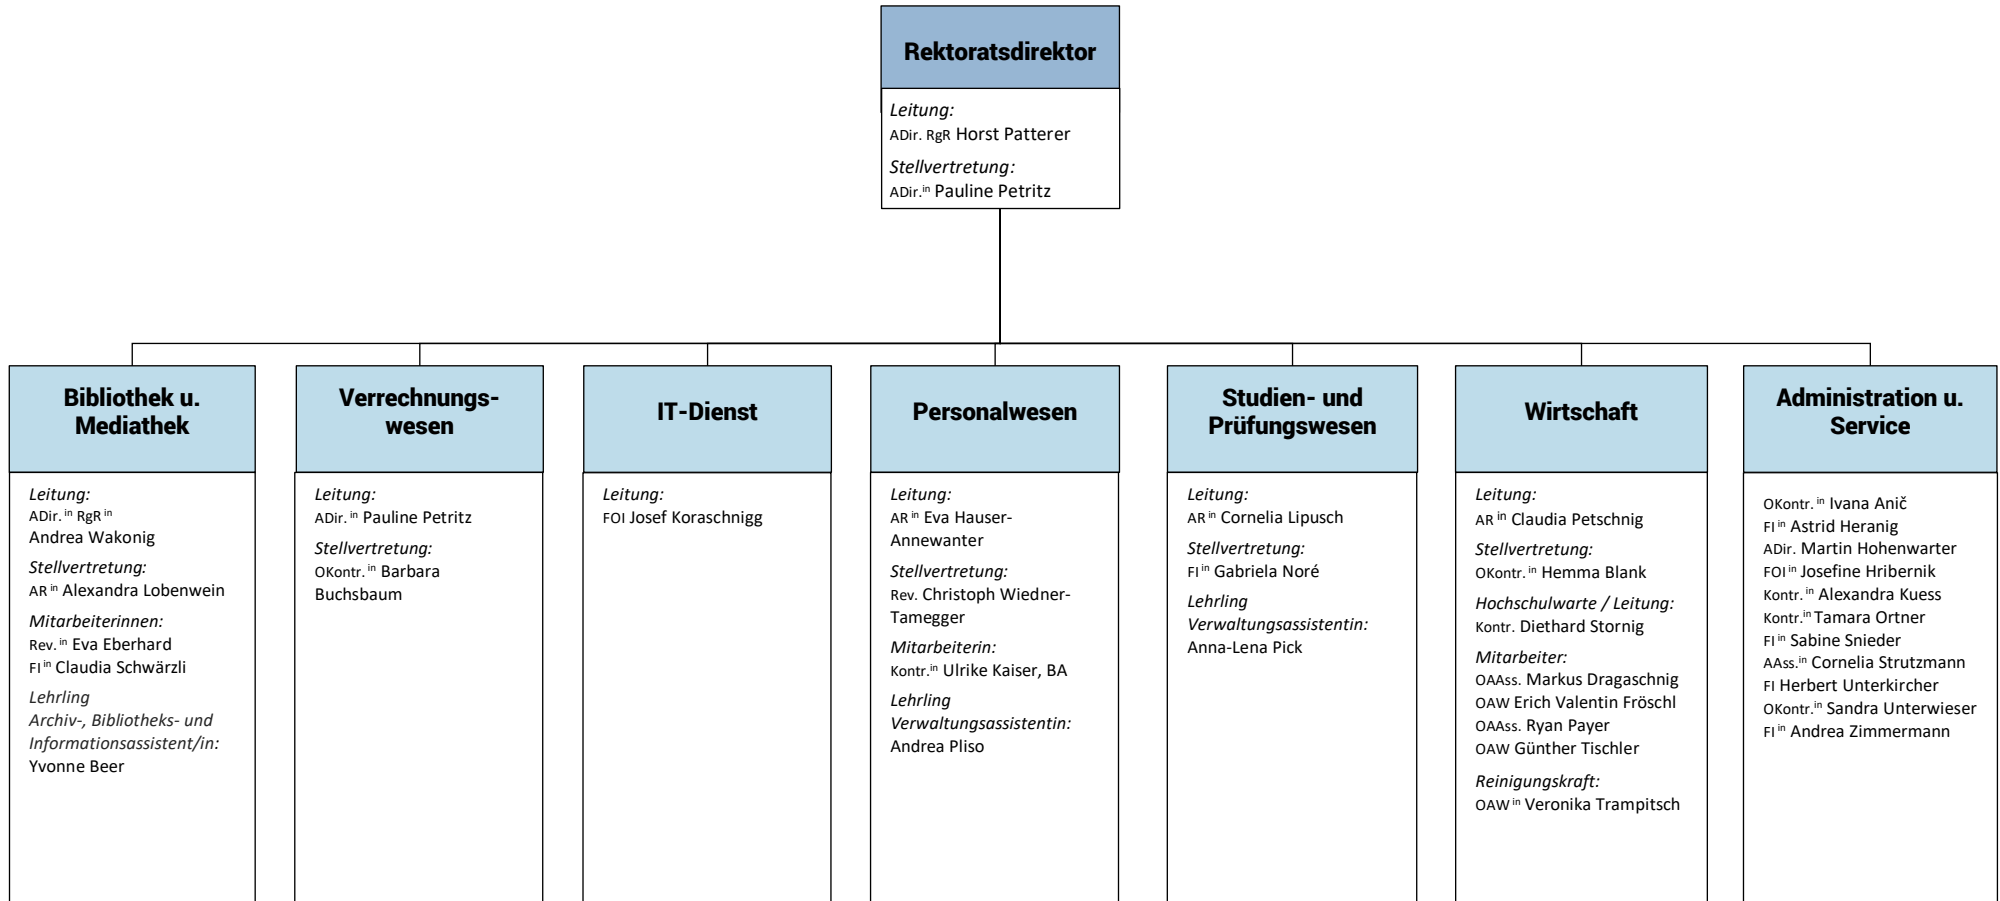 Rektoratsdirektor
Leitung:
ADir. RgR Horst Patterer
Stellvertretung:
ADir.in Pauline Petritz
Bibliothek u.
Mediathek
Leitung:
ADir. in RgR in
Andrea Wakonig
Stellvertretung:
AR in Alexandra Lobenwein
Mitarbeiterinnen:
Rev. in Eva Eberhard
FI in Claudia Schwärzli
Lehrling
Archiv-, Bibliotheks- und
Informationsassistent/in:
Yvonne Beer
Verrechnungs-
wesen
Leitung:
ADir. in Pauline Petritz
Stellvertretung:
OKontr. in Barbara
Buchsbaum
IT-Dienst
Leitung:
FOI Josef Koraschnigg
Personalwesen
Leitung:
AR in Eva Hauser-
Annewanter
Stellvertretung:
Rev. Christoph Wiedner-
Tamegger
Mitarbeiterin:
Kontr.in Ulrike Kaiser, BA
Lehrling
Verwaltungsassistentin:
Andrea Pliso
Studien- und
Prüfungswesen
Leitung:
AR in Cornelia Lipusch
Stellvertretung:
FI in Gabriela Noré
Lehrling
Verwaltungsassistentin:
Anna-Lena Pick
Wirtschaft
Leitung:
AR in Claudia Petschnig
Stellvertretung:
OKontr. in Hemma Blank
Hochschulwarte / Leitung:
Kontr. Diethard Stornig
Mitarbeiter:
OAAss. Markus Dragaschnig
OAW Erich Valentin Fröschl
OAAss. Ryan Payer
OAW Günther Tischler
Reinigungskraft:
OAW in Veronika Trampitsch
Administration u.
Service
OKontr. in Ivana Anič
FI in Astrid Heranig
ADir. Martin Hohenwarter
FOI in Josefine Hribernik
Kontr. in Alexandra Kuess
Kontr.in Tamara Ortner
FI in Sabine Snieder
AAss.in Cornelia Strutzmann
FI Herbert Unterkircher
OKontr.in Sandra Unterwieser
FI in Andrea Zimmermann